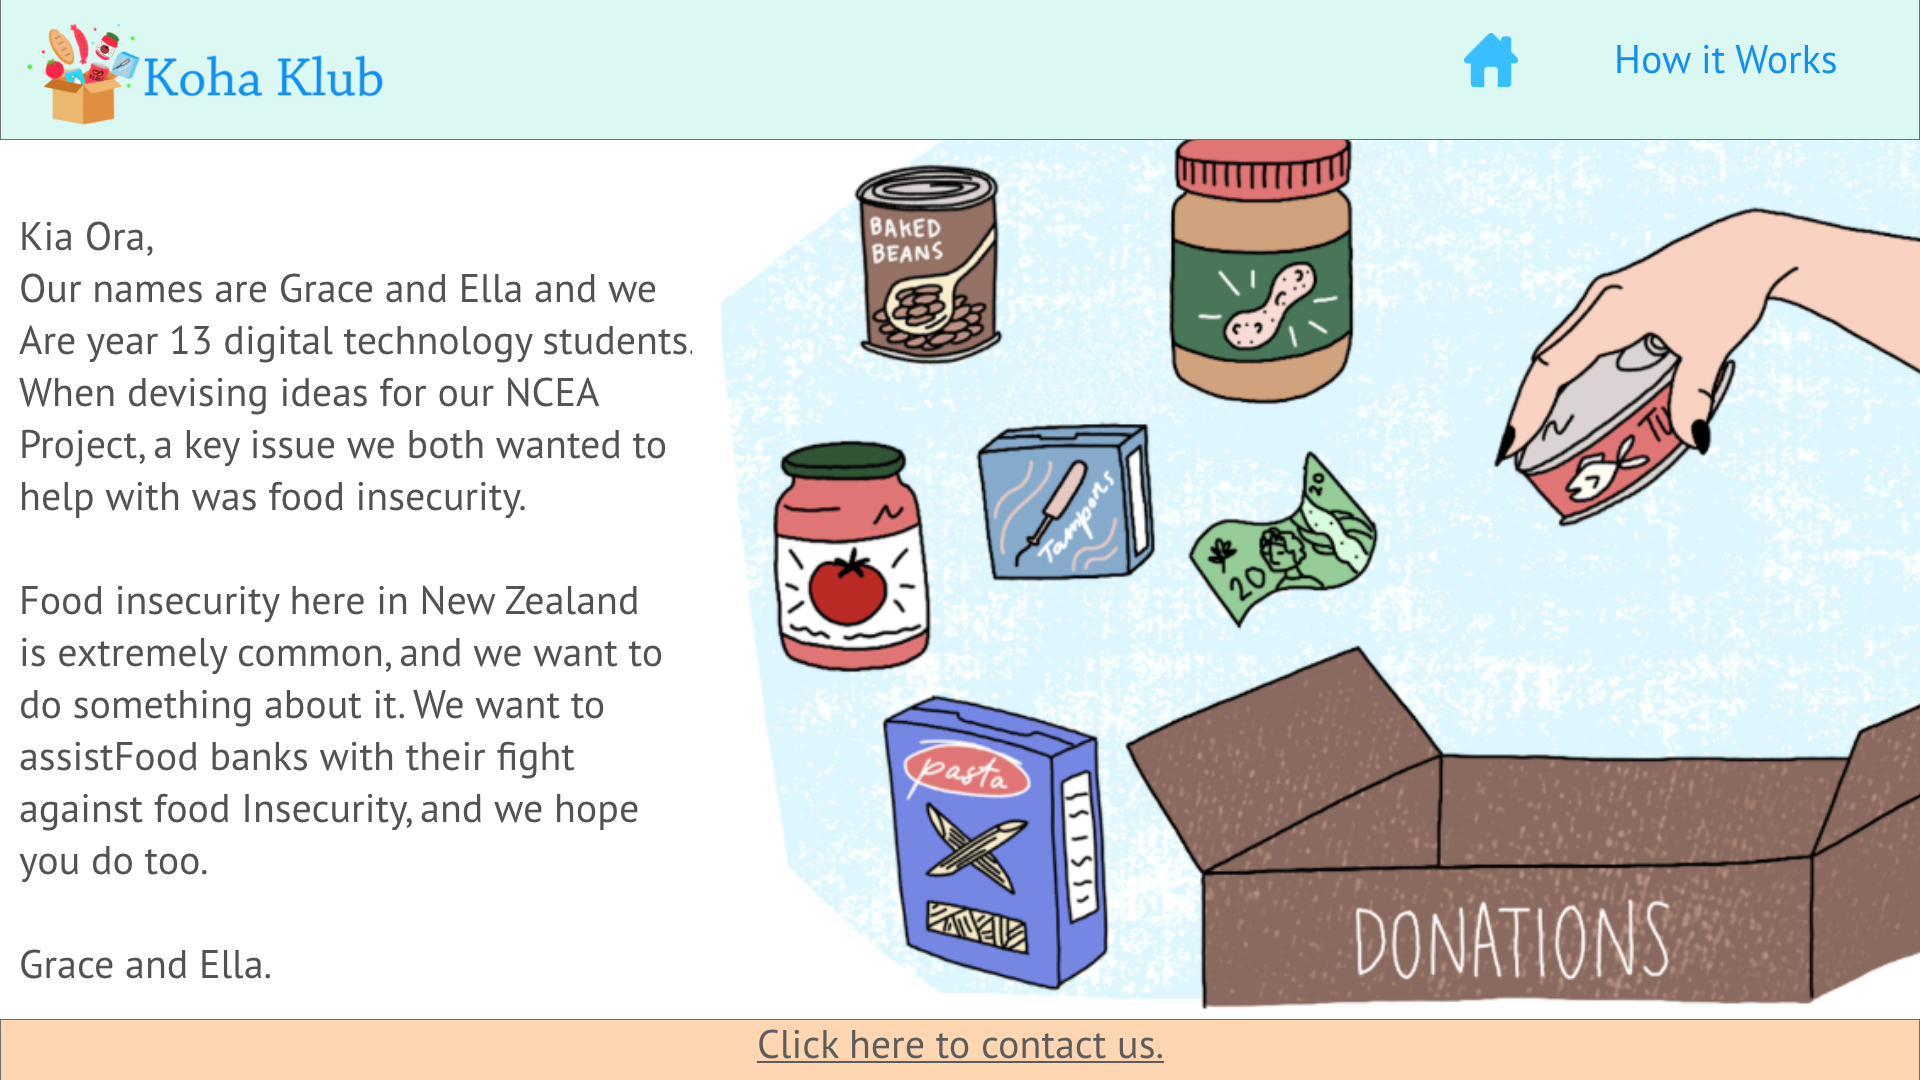 Koha Klub
How it Works
Kia Ora,
Our names are Grace and Ella and we
Are year 13 digital technology students.
When devising ideas for our NCEA
Project, a key issue we both wanted to
help with was food insecurity.
Food insecurity here in New Zealand
is extremely common, and we want to
do something about it. We want to
assistFood banks with their fight
against food Insecurity, and we hope
you do too.
Grace and Ella.
BAKED
BEANS
Tu
Tampons
20
20
pasta
DONATIONS
Click here to contact us.